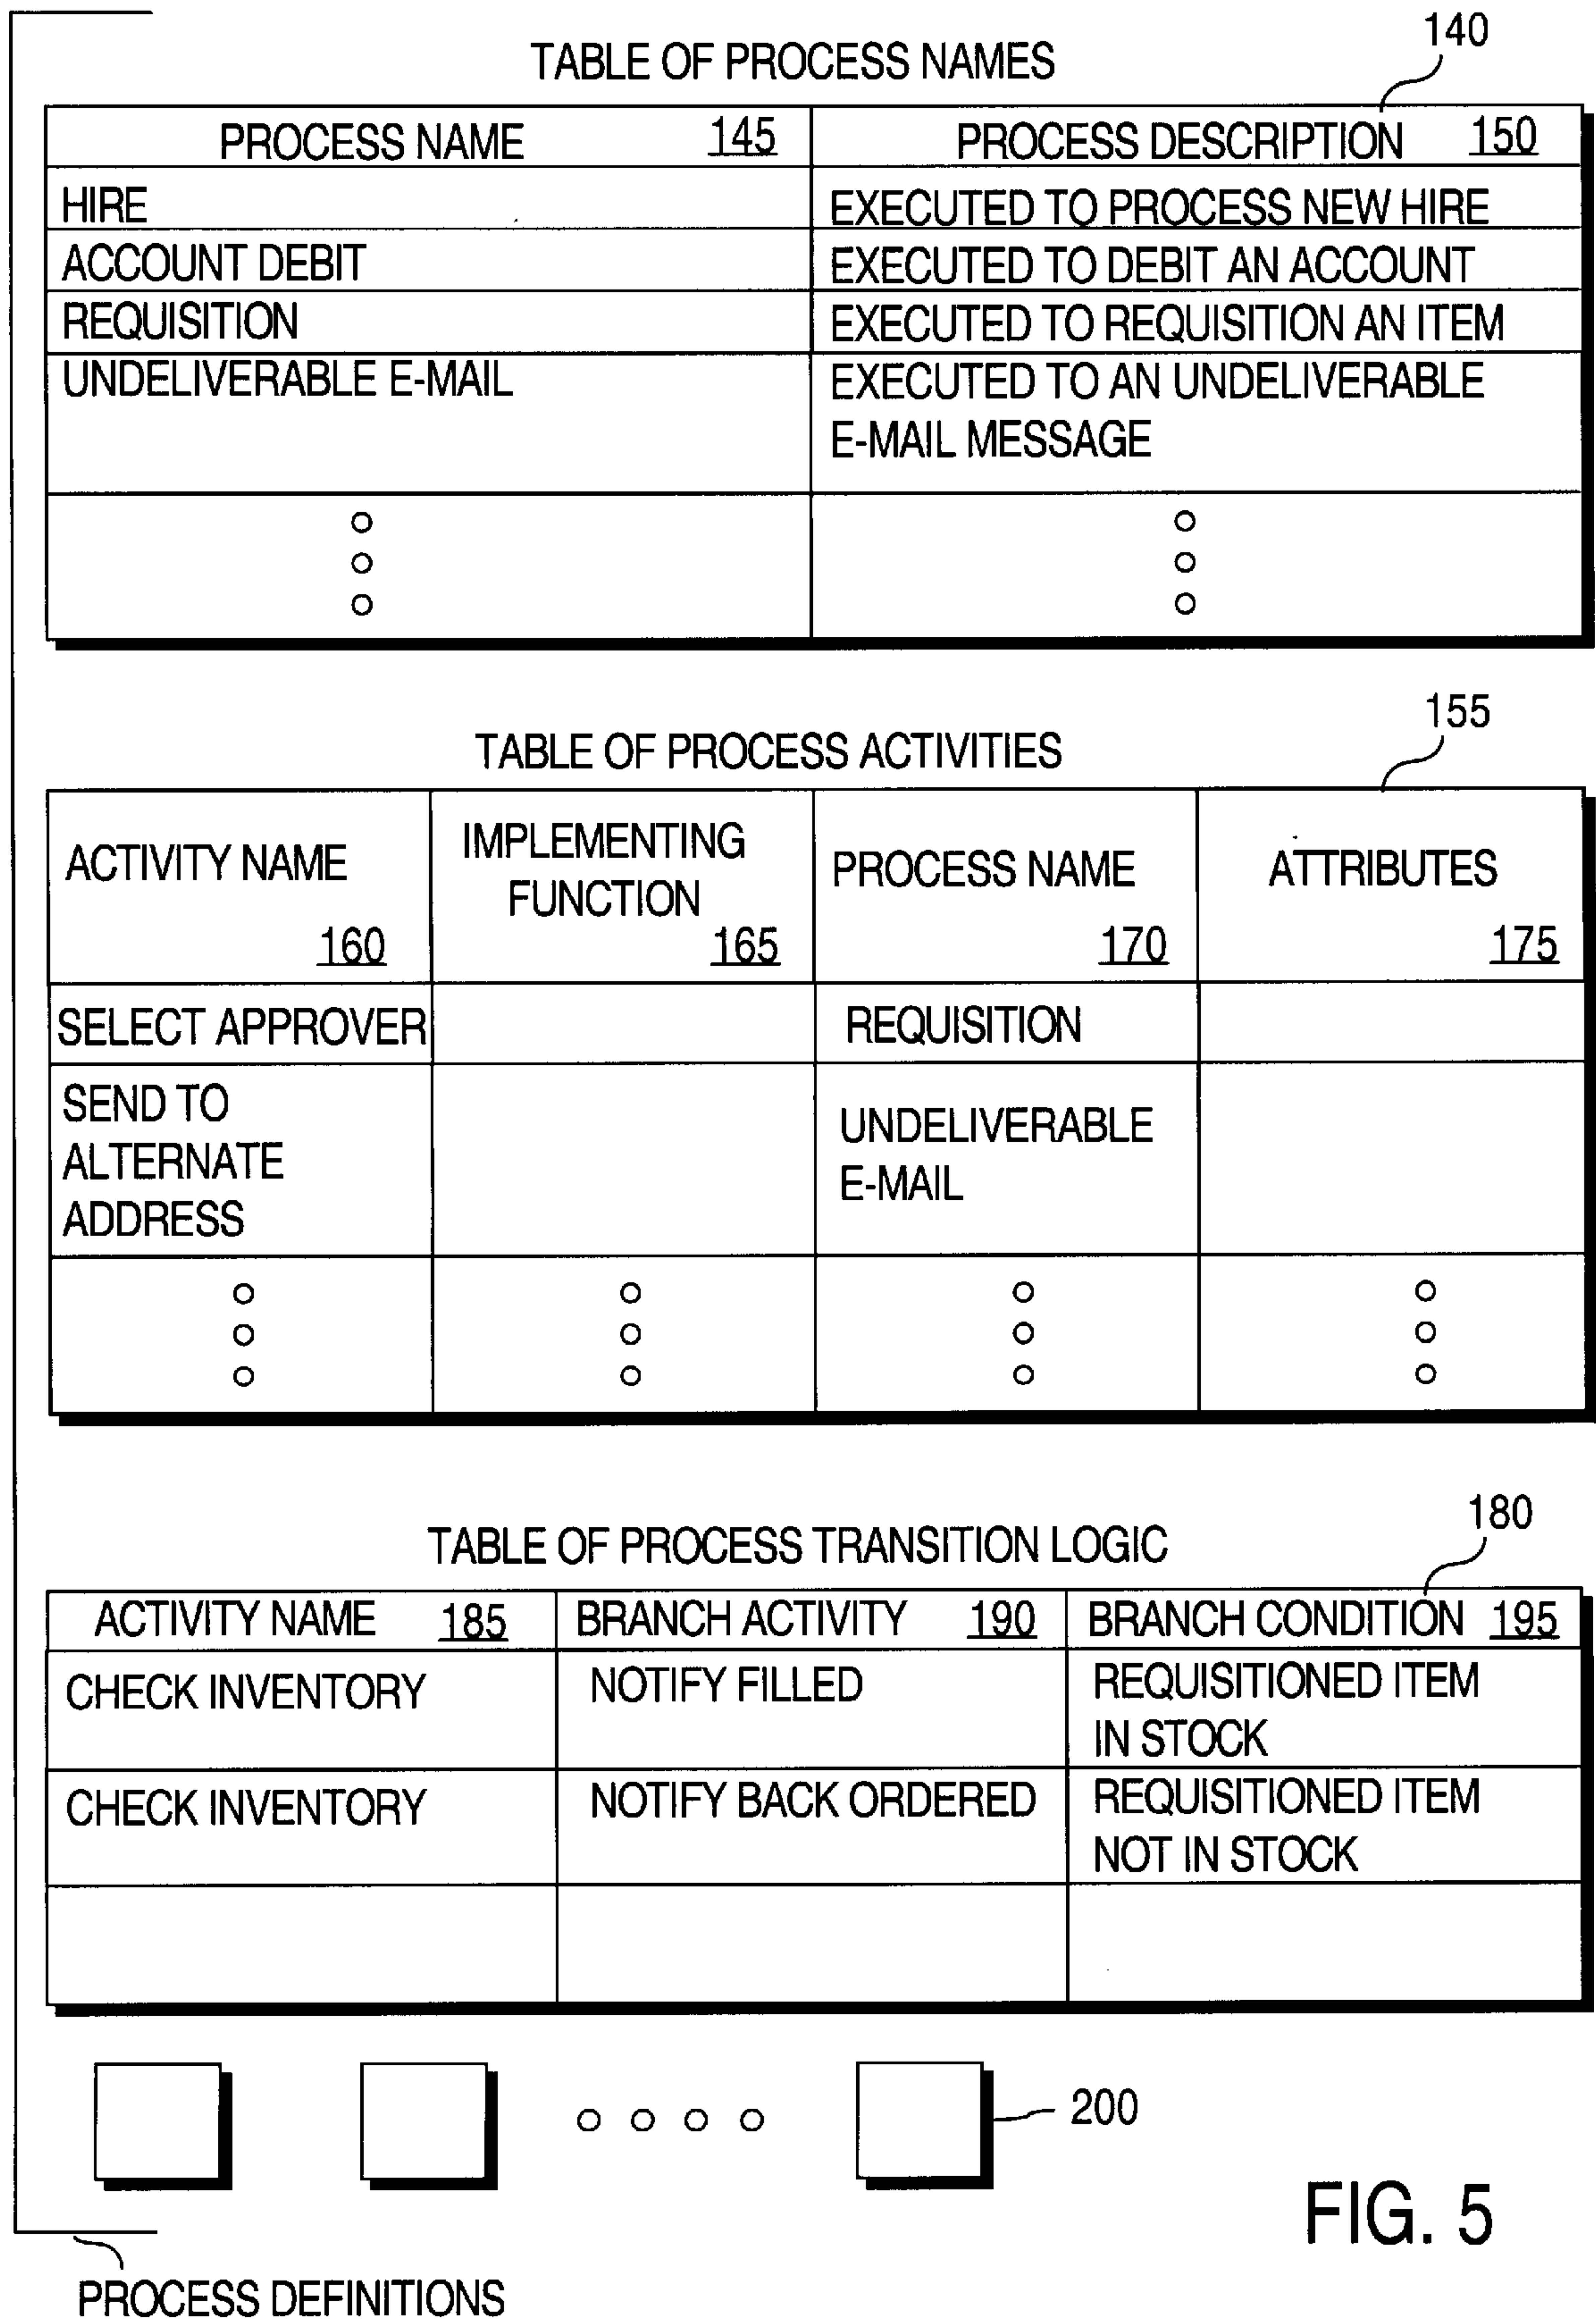 140
TABLE OF PROCESS NAMES
PROCESS NAME 145 PROCESS DESCRIPTION 150
HIRE EXECUTED TO PROCESS NEW HIRE
ACCOUNT DEBIT EXECUTED TO DEBIT AN ACCOUNT
REQUISITION EXECUTED TO REQUISITION AN ITEM
UNDELIVERABLE E-MAIL EXECUTED TO AN UNDELIVERABLE
E-MAIL MESSAGE
155
TABLE OF PROCESS ACTIVITIES
ACTIVITY NAME
160
IMPLEMENTING
FUNCTION
165
PROCESS NAME
170
ATTRIBUTES
175
SELECT APPROVER REQUISITION
SEND TO
ALTERNATE
ADDRESS
UNDELIVERABLE
E-MAIL
180
TABLE OF PROCESS TRANSITION LOGIC
ACTIVITY NAME 185 BRANCH ACTIVITY 190 BRANCH CONDITION 195
CHECK INVENTORY NOTIFY FILLED REQUISITIONED ITEM
IN STOCK
CHECK INVENTORY NOTIFY BACK ORDERED REQUISITIONED ITEM
NOT IN STOCK
200
FIG. 5
PROCESS DEFINITIONS